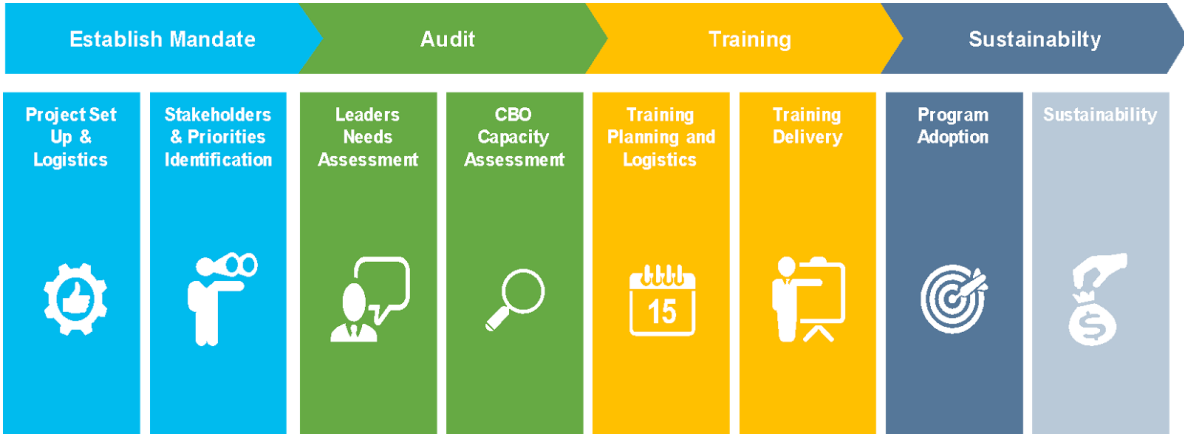 Establish Mandate
Audit
Training
Sustainabilty
Project Set
Up &
Logistics
Stakeholders
& Priorities
Identification
Leaders
Needs
Assessment
CBO
Capacity
Assessment
Training
Planning and
Logistics
Training
Delivery
Program
Adoption
Sustainability
15
$